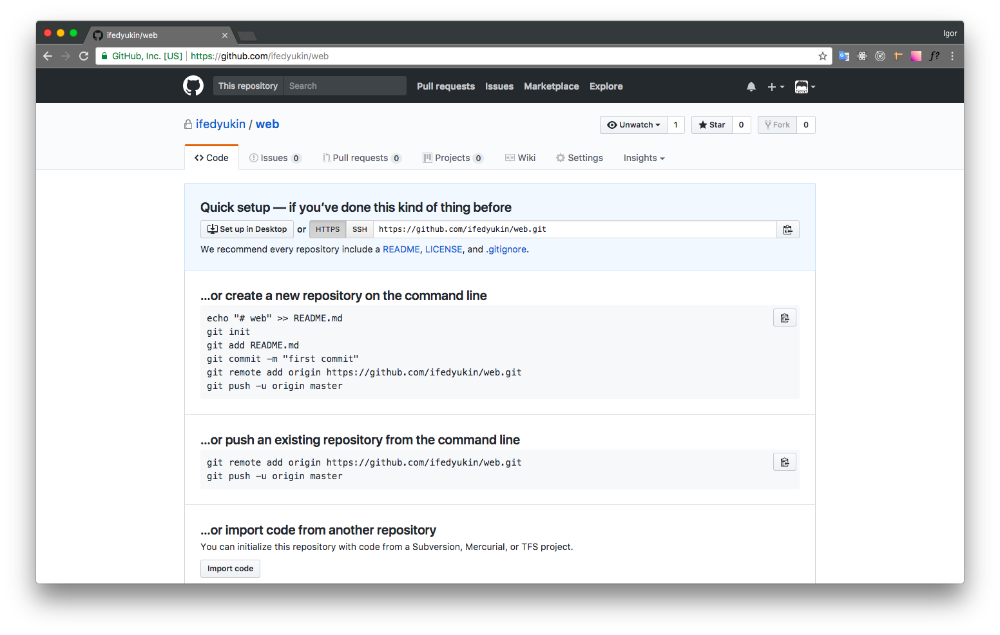 ifedyukin/web
Igor
GitHub, Inc. [US] | https://github.com/ifedyukin/web
f?
This repository Search Pull requests Issues Marketplace Explore
ifedyukin / web
Unwatch 1 Star 0 Fork 0
Code Issues 0 Pull requests 0 Projects 0 Wiki Settings Insights
Quick setup — if you’ve done this kind of thing before
Set up in Desktop or HTTPS SSH https://github.com/ifedyukin/web.git
We recommend every repository include a README, LICENSE, and .gitignore.
…or create a new repository on the command line
echo "# web" >> README.md
git init
git add README.md
git commit -m "first commit"
git remote add origin https://github.com/ifedyukin/web.git
git push -u origin master
…or push an existing repository from the command line
git remote add origin https://github.com/ifedyukin/web.git
git push -u origin master
…or import code from another repository
You can initialize this repository with code from a Subversion, Mercurial, or TFS project.
Import code